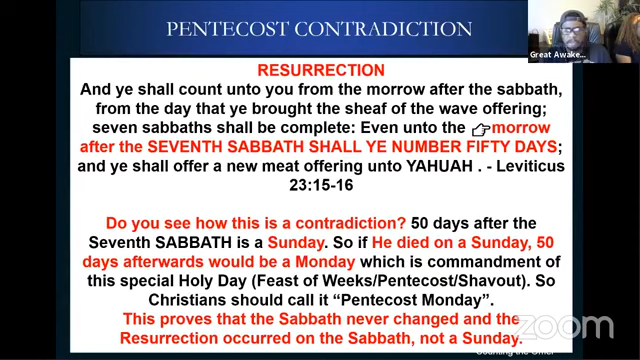 PENTECOST CONTRADICTION
Great Awake...
RESURRECTION
And ye shall count unto you from the morrow after the sabbath,
from the day that ye brought the sheaf of the wave offering;
seven sabbaths shall be complete: Even unto the morrow
after the SEVENTH SABBATH SHALL YE NUMBER FIFTY DAYS;
and ye shall offer a new meat offering unto YAHUAH . - Leviticus
23:15-16
Do you see how this is a contradiction? 50 days after the
Seventh SABBATH is a Sunday. So if He died on a Sunday, 50
days afterwards would be a Monday which is commandment of
this special Holy Day (Feast of Weeks/Pentecost/Shavout). So
Christians should call it “Pentecost Monday”.
This proves that the Sabbath never changed and the
Resurrection occurred on the Sabbath, not a Sunday.
zoom
Counting the Omer